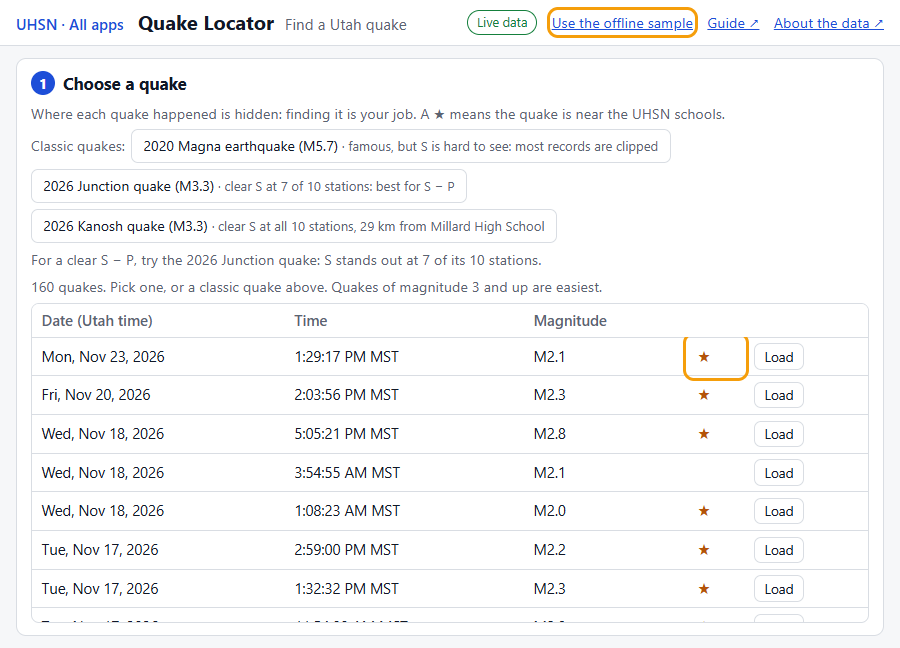 UHSN · All apps Quake Locator Find a Utah quake Live data Use the offline sample Guide ↗ About the data ↗
1 Choose a quake
Where each quake happened is hidden: finding it is your job. A ★ means the quake is near the UHSN schools.
Classic quakes: 2020 Magna earthquake (M5.7) · famous, but S is hard to see: most records are clipped
2026 Junction quake (M3.3) · clear S at 7 of 10 stations: best for S − P
2026 Kanosh quake (M3.3) · clear S at all 10 stations, 29 km from Millard High School
For a clear S − P, try the 2026 Junction quake: S stands out at 7 of its 10 stations.
160 quakes. Pick one, or a classic quake above. Quakes of magnitude 3 and up are easiest.
Date (Utah time) Time Magnitude
Mon, Nov 23, 2026 1:29:17 PM MST M2.1 ★ Load
Fri, Nov 20, 2026 2:03:56 PM MST M2.3 ★ Load
Wed, Nov 18, 2026 5:05:21 PM MST M2.8 ★ Load
Wed, Nov 18, 2026 3:54:55 AM MST M2.1 Load
Wed, Nov 18, 2026 1:08:23 AM MST M2.0 ★ Load
Tue, Nov 17, 2026 2:59:00 PM MST M2.2 ★ Load
Tue, Nov 17, 2026 1:32:32 PM MST M2.3 ★ Load